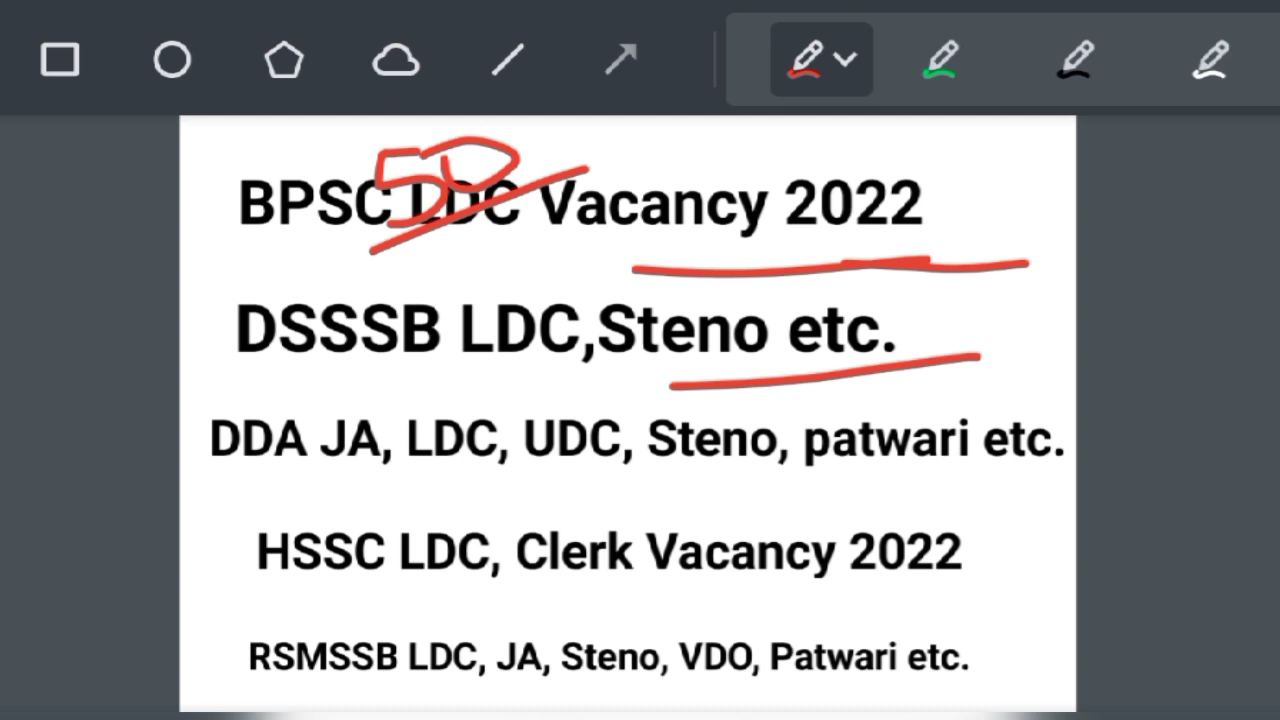 50
BPSC LDC Vacancy 2022
DSSSB LDC,Steno etc.
DDA JA, LDC, UDC, Steno, patwari etc.
HSSC LDC, Clerk Vacancy 2022
RSMSSB LDC, JA, Steno, VDO, Patwari etc.